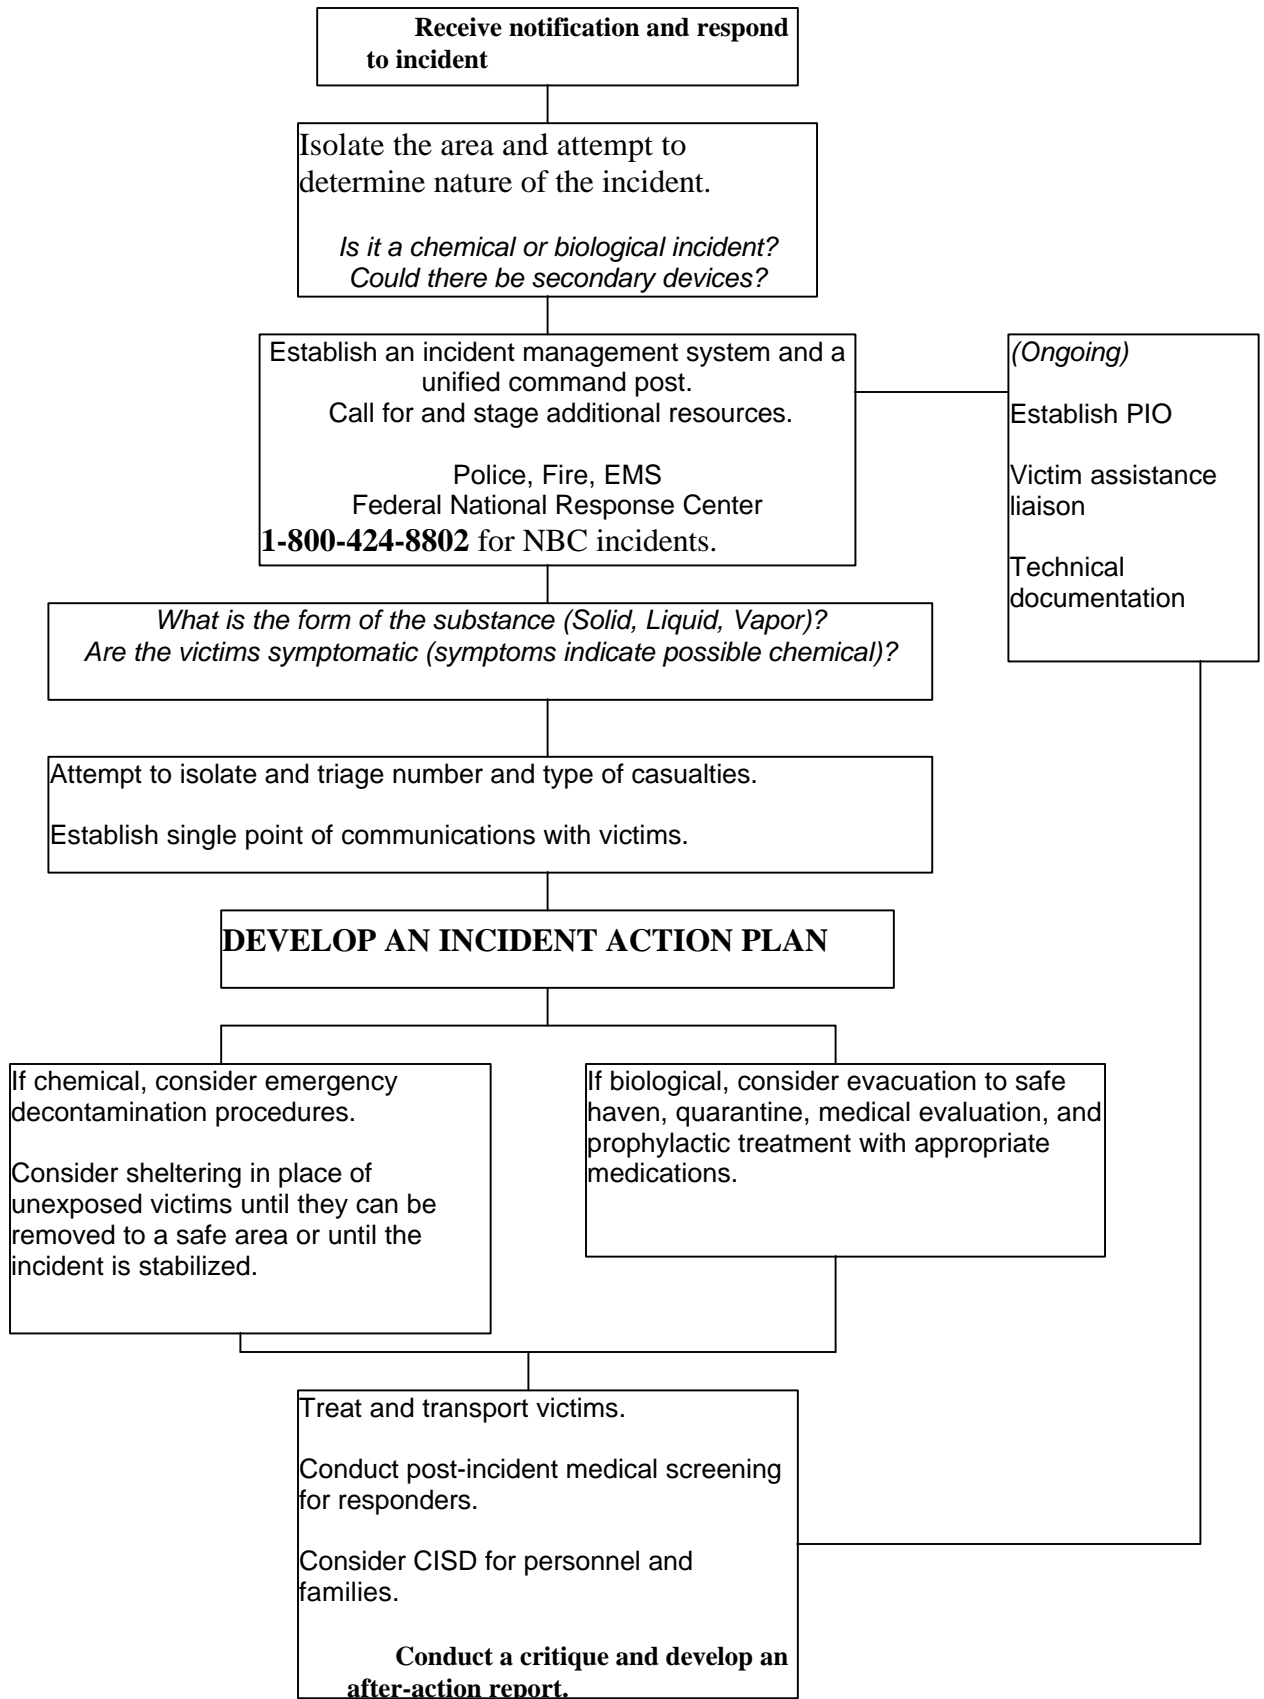 Receive notification and respond
to incident
Isolate the area and attempt to
determine nature of the incident.
Is it a chemical or biological incident?
Could there be secondary devices?
Establish an incident management system and a
unified command post.
Call for and stage additional resources.
Police, Fire, EMS
Federal National Response Center
1-800-424-8802 for NBC incidents.
(Ongoing)
Establish PIO
Victim assistance
liaison
Technical
documentation
What is the form of the substance (Solid, Liquid, Vapor)?
Are the victims symptomatic (symptoms indicate possible chemical)?
Attempt to isolate and triage number and type of casualties.
Establish single point of communications with victims.
DEVELOP AN INCIDENT ACTION PLAN
If chemical, consider emergency
decontamination procedures.
Consider sheltering in place of
unexposed victims until they can be
removed to a safe area or until the
incident is stabilized.
If biological, consider evacuation to safe
haven, quarantine, medical evaluation, and
prophylactic treatment with appropriate
medications.
Treat and transport victims.
Conduct post-incident medical screening
for responders.
Consider CISD for personnel and
families.
Conduct a critique and develop an
after-action report.